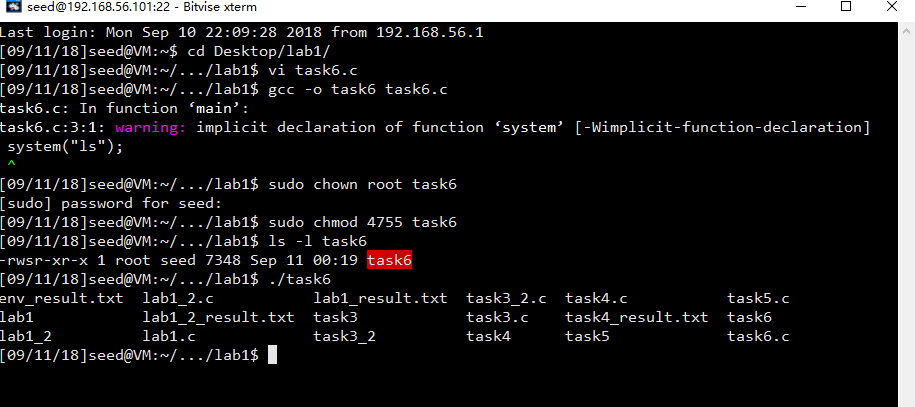 seed@192.168.56.101:22 - Bitvise xterm
Last login: Mon Sep 10 22:09:28 2018 from 192.168.56.1
[09/11/18]seed@VM:~$ cd Desktop/lab1/
[09/11/18]seed@VM:~/.../lab1$ vi task6.c
[09/11/18]seed@VM:~/.../lab1$ gcc -o task6 task6.c
task6.c: In function ‘main’:
task6.c:3:1: warning: implicit declaration of function ‘system’ [-Wimplicit-function-declaration]
 system("ls");
 ^
[09/11/18]seed@VM:~/.../lab1$ sudo chown root task6
[sudo] password for seed:
[09/11/18]seed@VM:~/.../lab1$ sudo chmod 4755 task6
[09/11/18]seed@VM:~/.../lab1$ ls -l task6
-rwsr-xr-x 1 root seed 7348 Sep 11 00:19 task6
[09/11/18]seed@VM:~/.../lab1$ ./task6
env_result.txt  lab1_2.c           lab1_result.txt  task3_2.c  task4.c           task5.c
lab1            lab1_2_result.txt  task3            task3.c    task4_result.txt  task6
lab1_2          lab1.c             task3_2          task4      task5             task6.c
[09/11/18]seed@VM:~/.../lab1$